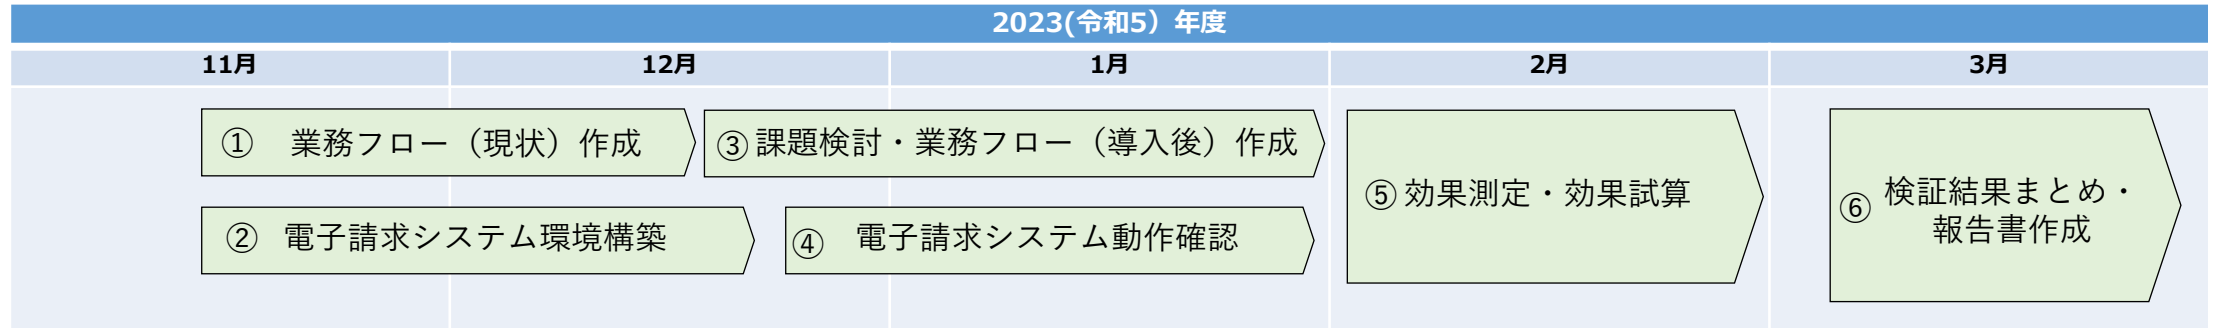 2023(令和5）年度
11月
12月
1月
2月
3月
① 業務フロー（現状）作成
③ 課題検討・業務フロー（導入後）作成
② 電子請求システム環境構築
④ 電子請求システム動作確認
⑤ 効果測定・効果試算
⑥ 検証結果まとめ・
報告書作成